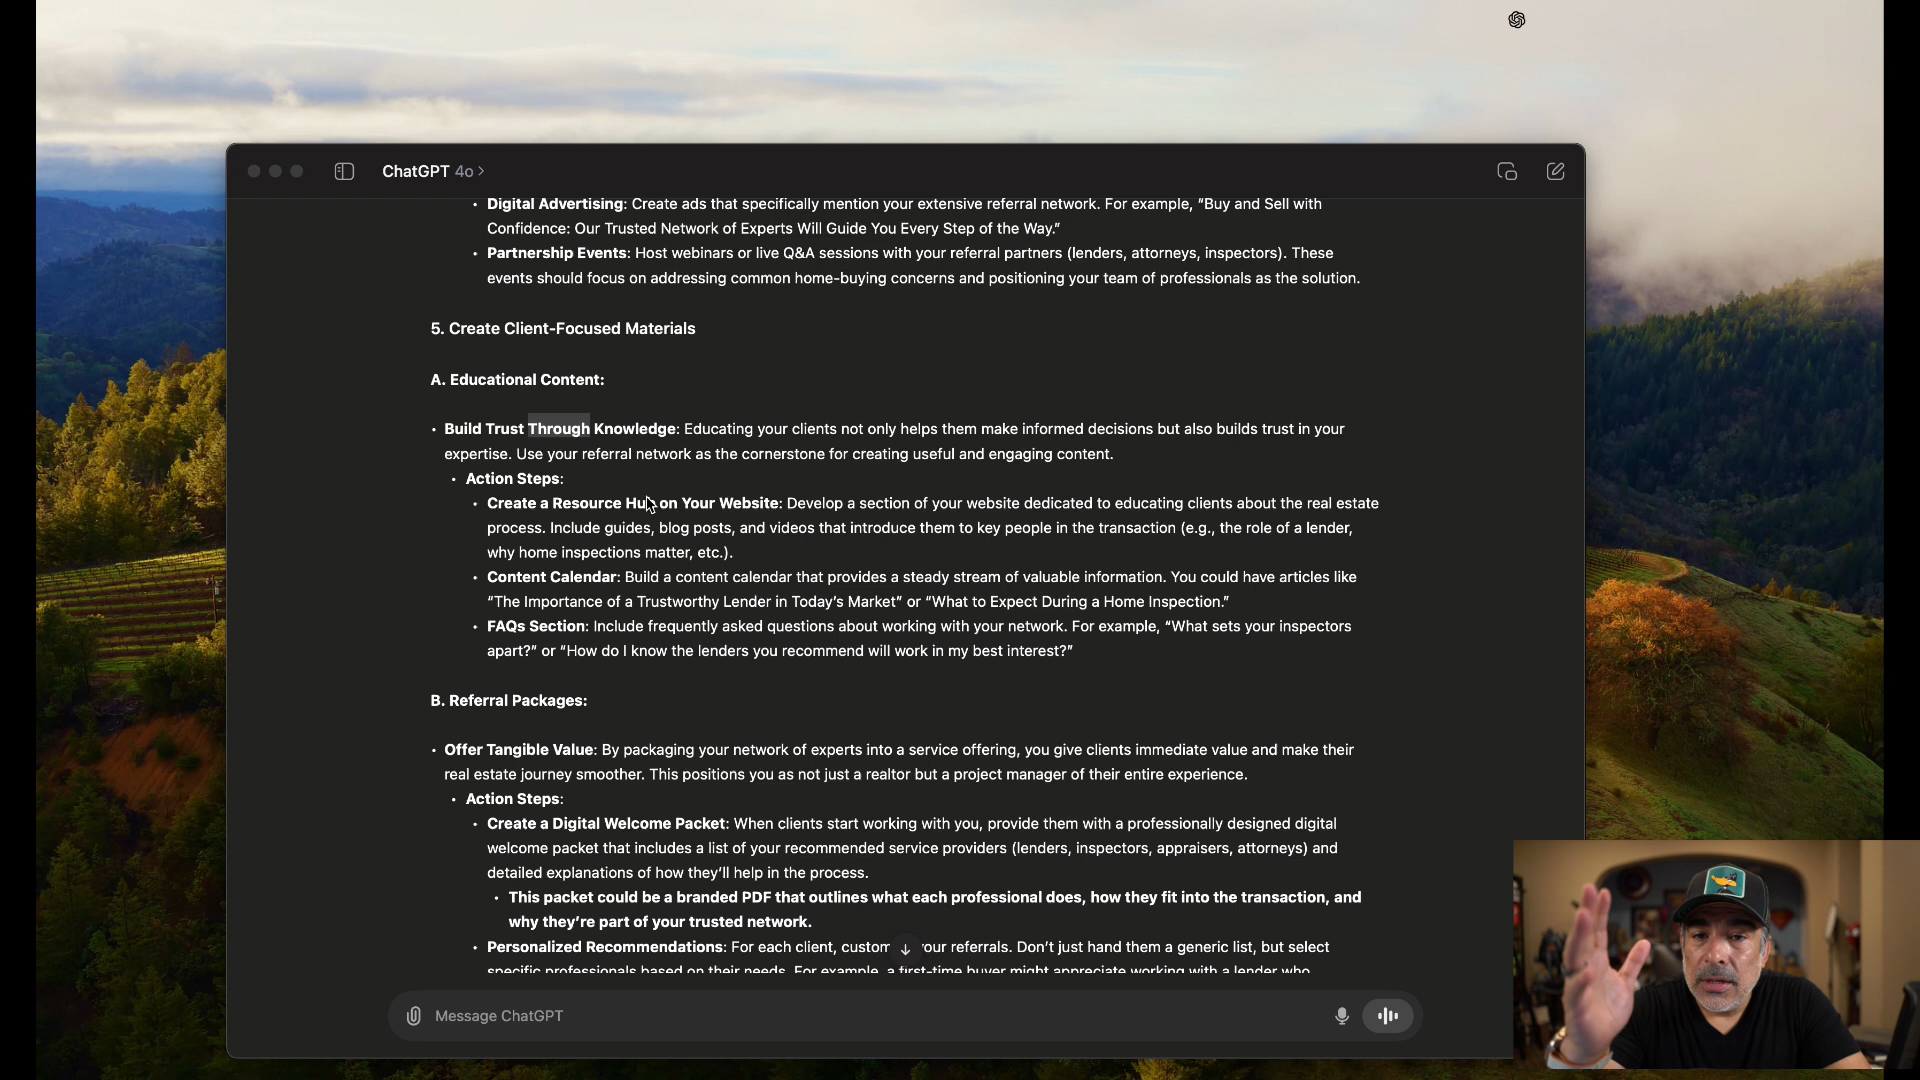 ChatGPT 4o >
• Digital Advertising: Create ads that specifically mention your extensive referral network. For example, “Buy and Sell with
Confidence: Our Trusted Network of Experts Will Guide You Every Step of the Way.”
• Partnership Events: Host webinars or live Q&A sessions with your referral partners (lenders, attorneys, inspectors). These
events should focus on addressing common home-buying concerns and positioning your team of professionals as the solution.
5. Create Client-Focused Materials
A. Educational Content:
• Build Trust Through Knowledge: Educating your clients not only helps them make informed decisions but also builds trust in your
expertise. Use your referral network as the cornerstone for creating useful and engaging content.
• Action Steps:
• Create a Resource Hub on Your Website: Develop a section of your website dedicated to educating clients about the real estate
process. Include guides, blog posts, and videos that introduce them to key people in the transaction (e.g., the role of a lender,
why home inspections matter, etc.).
• Content Calendar: Build a content calendar that provides a steady stream of valuable information. You could have articles like
“The Importance of a Trustworthy Lender in Today’s Market” or “What to Expect During a Home Inspection.”
• FAQs Section: Include frequently asked questions about working with your network. For example, “What sets your inspectors
apart?” or “How do I know the lenders you recommend will work in my best interest?”
B. Referral Packages:
• Offer Tangible Value: By packaging your network of experts into a service offering, you give clients immediate value and make their
real estate journey smoother. This positions you as not just a realtor but a project manager of their entire experience.
• Action Steps:
• Create a Digital Welcome Packet: When clients start working with you, provide them with a professionally designed digital
welcome packet that includes a list of your recommended service providers (lenders, inspectors, appraisers, attorneys) and
detailed explanations of how they’ll help in the process.
• This packet could be a branded PDF that outlines what each professional does, how they fit into the transaction, and
why they’re part of your trusted network.
• Personalized Recommendations: For each client, custom your referrals. Don’t just hand them a generic list, but select
specific professionals based on their needs. For example, a first-time buyer might appreciate working with a lender who
Message ChatGPT